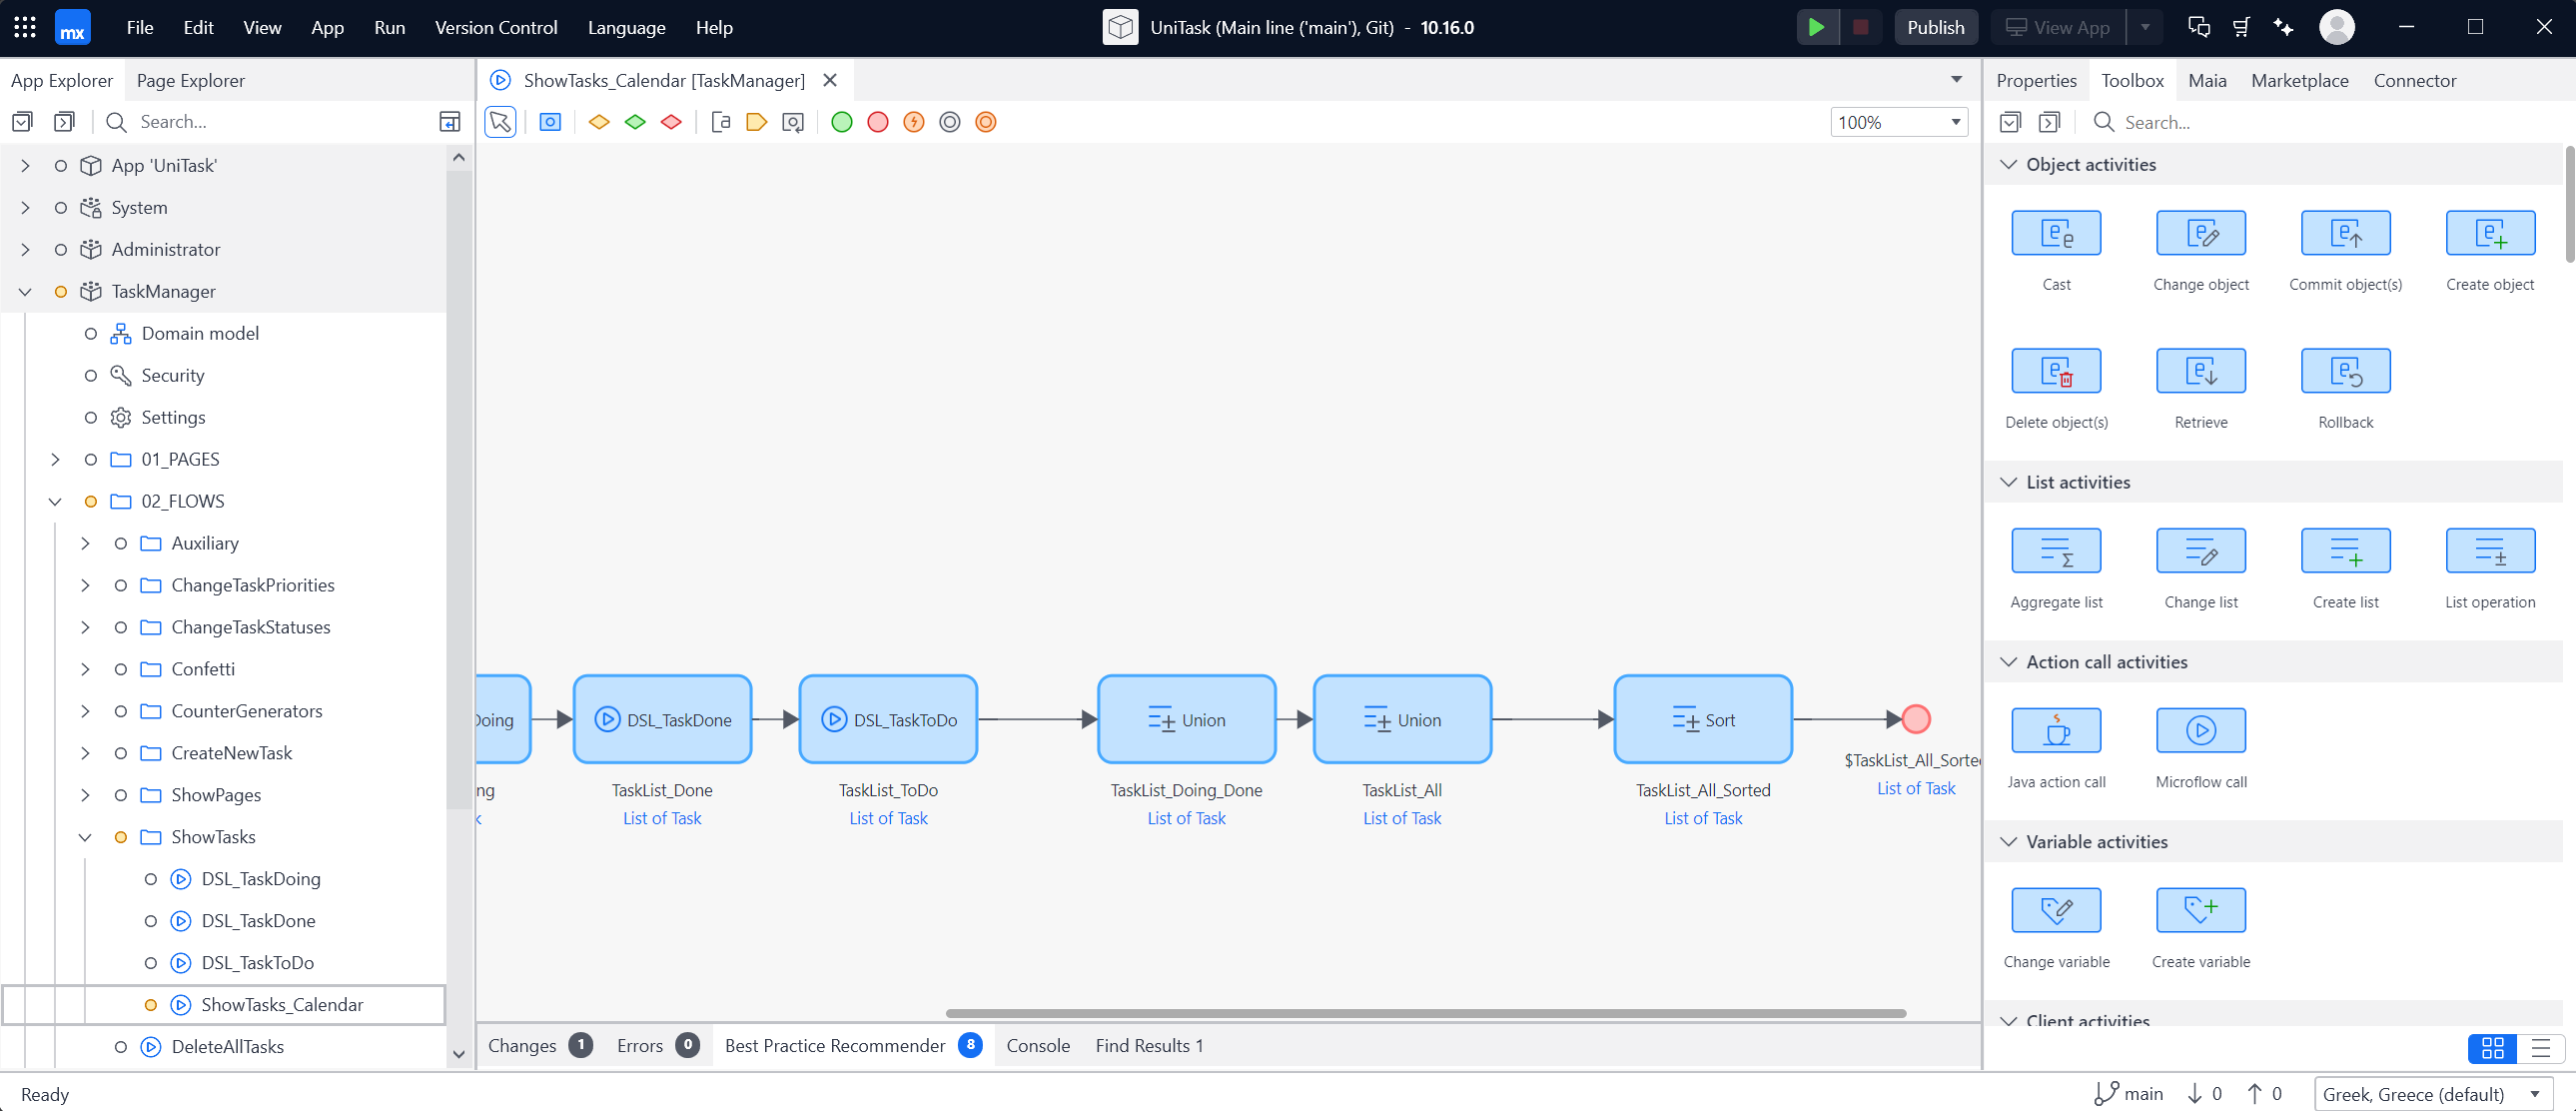 mx File Edit View App Run Version Control Language Help
UniTask (Main line ('main'), Git) - 10.16.0
Publish View App
App Explorer Page Explorer
Search...
App 'UniTask'
System
Administrator
TaskManager
Domain model
Security
Settings
01_PAGES
02_FLOWS
Auxiliary
ChangeTaskPriorities
ChangeTaskStatuses
Confetti
CounterGenerators
CreateNewTask
ShowPages
ShowTasks
DSL_TaskDoing
DSL_TaskDone
DSL_TaskToDo
ShowTasks_Calendar
DeleteAllTasks
ShowTasks_Calendar [TaskManager]
100%
Doing DSL_TaskDone DSL_TaskToDo Union Union Sort
ng TaskList_Done TaskList_ToDo TaskList_Doing_Done TaskList_All TaskList_All_Sorted $TaskList_All_Sorte
k List of Task List of Task List of Task List of Task List of Task List of Task
Changes 1 Errors 0 Best Practice Recommender 8 Console Find Results 1
Properties Toolbox Maia Marketplace Connector
Search...
Object activities
Cast Change object Commit object(s) Create object
Delete object(s) Retrieve Rollback
List activities
Aggregate list Change list Create list List operation
Action call activities
Java action call Microflow call
Variable activities
Change variable Create variable
Client activities
Ready
main 0 0 Greek, Greece (default)